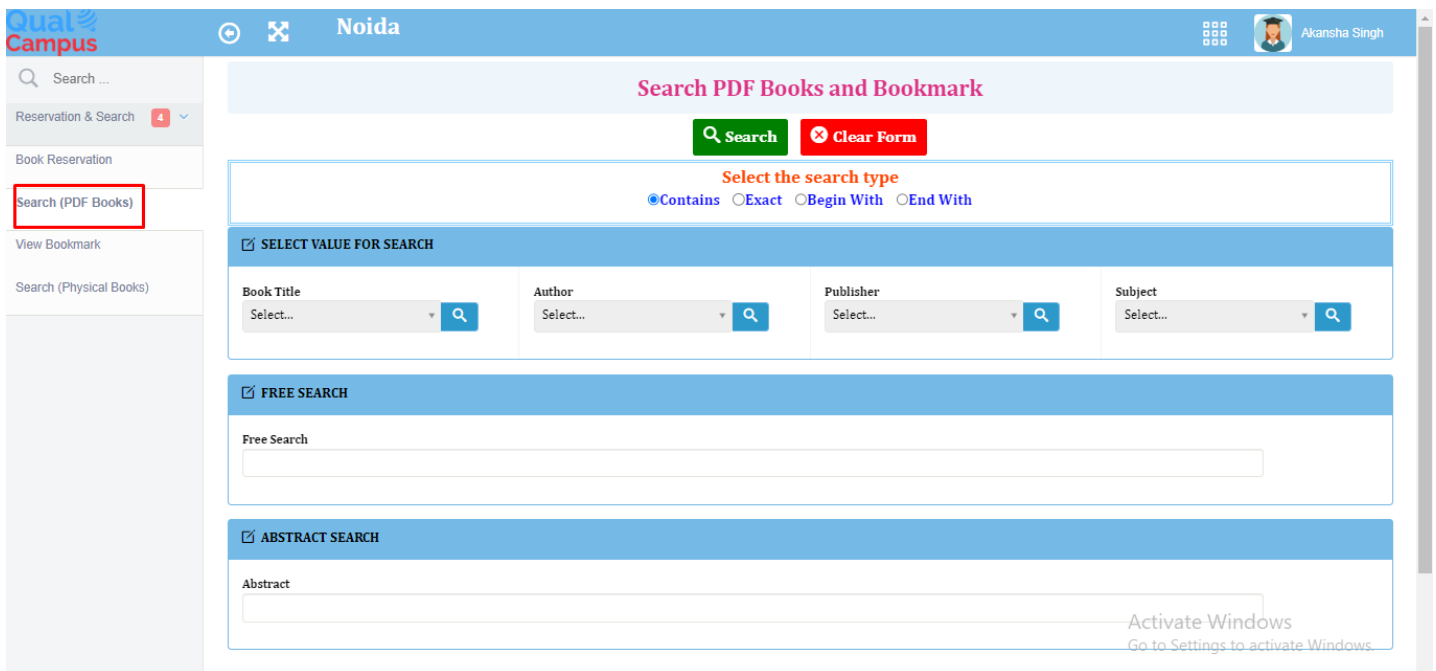 Qual
Campus
Noida
Akansha Singh
Search ...
Reservation & Search 4
Book Reservation
Search (PDF Books)
View Bookmark
Search (Physical Books)
Search PDF Books and Bookmark
Search Clear Form
Select the search type
Contains Exact Begin With End With
SELECT VALUE FOR SEARCH
Book Title Author Publisher Subject
Select... Select... Select... Select...
FREE SEARCH
Free Search
ABSTRACT SEARCH
Abstract
Activate Windows
Go to Settings to activate Windows.